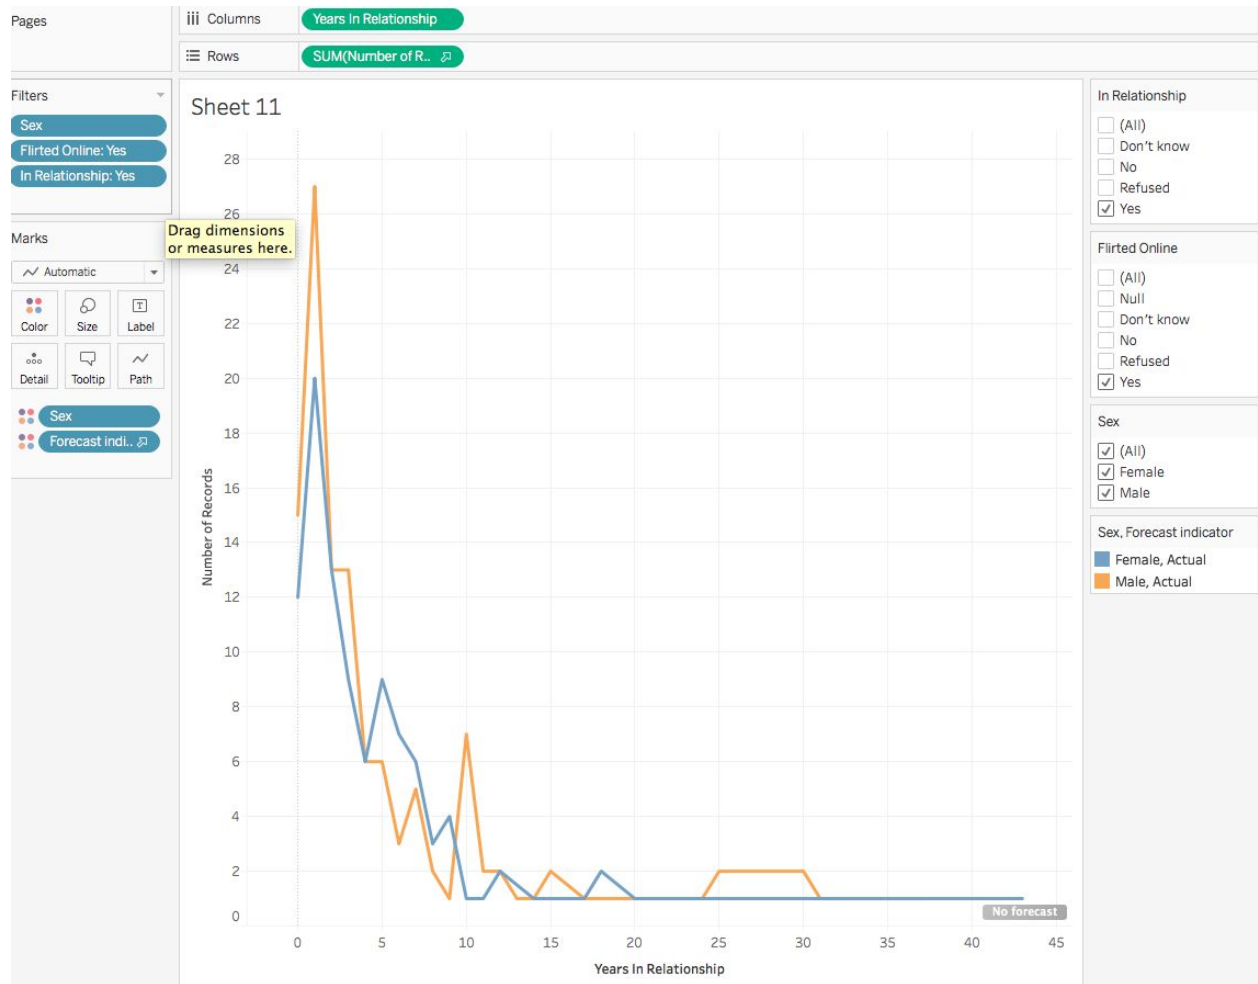 Pages
iii Columns
Years In Relationship
Rows
SUM(Number of R..
Filters
Sex
Flirted Online: Yes
In Relationship: Yes
Marks
Automatic
Color
Size
Label
Detail
Tooltip
Path
Sex
Forecast indi..
Drag dimensions
or measures here.
Sheet 11
28
26
24
22
20
18
16
14
12
10
8
6
4
2
0
Number of Records
No forecast
0 5 10 15 20 25 30 35 40 45
Years In Relationship
In Relationship
(All)
Don't know
No
Refused
Yes
Flirted Online
(All)
Null
Don't know
No
Refused
Yes
Sex
(All)
Female
Male
Sex, Forecast indicator
Female, Actual
Male, Actual